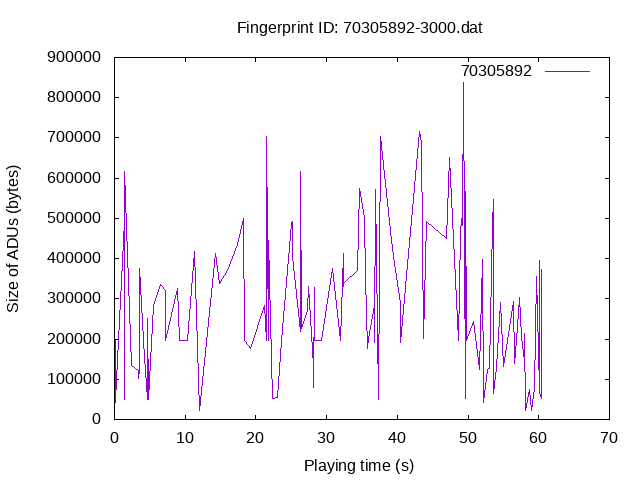 Fingerprint ID: 70305892-3000.dat
70305892
900000
800000
700000
600000
500000
400000
300000
200000
100000
0
Size of ADUs (bytes)
0 10 20 30 40 50 60 70
Playing time (s)